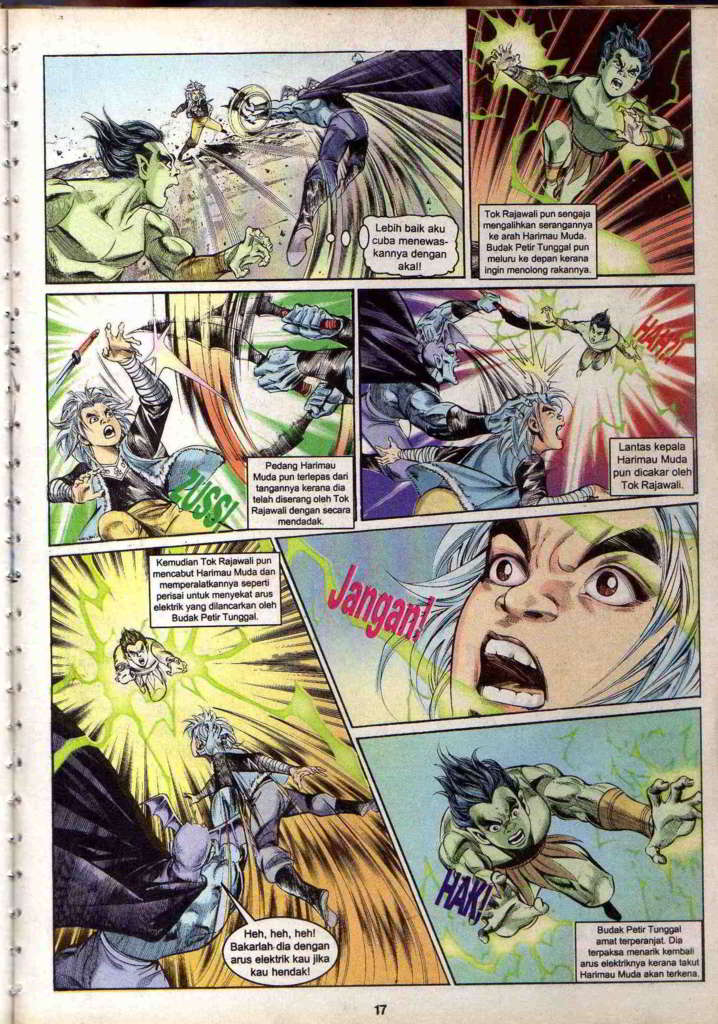 Lebih baik aku
cuba menewas-
kannya dengan
akal!
Tok Rajawali pun sengaja
mengalihkan serangannya
ke arah Harimau Muda.
Budak Petir Tunggal pun
meluru ke depan kerana
ingin menolong rakannya.
ZUSS!
Pedang Harimau
Muda pun terlepas dari
tangannya kerana dia
telah diserang oleh Tok
Rajawali dengan secara
mendadak.
HAH?!
Lantas kepala
Harimau Muda
pun dicakar oleh
Tok Rajawali.
Kemudian Tok Rajawali pun
mencabut Harimau Muda dan
memperalatkannya seperti
perisai untuk menyekat arus
elektrik yang dilancarkan oleh
Budak Petir Tunggal.
Heh, heh, heh!
Bakarlah dia dengan
arus elektrik kau jika
kau hendak!
Jangan!
HAK!
Budak Petir Tunggal
amat terperanjat. Dia
terpaksa menarik kembali
arus elektriknya kerana takut
Harimau Muda akan terkena.
17